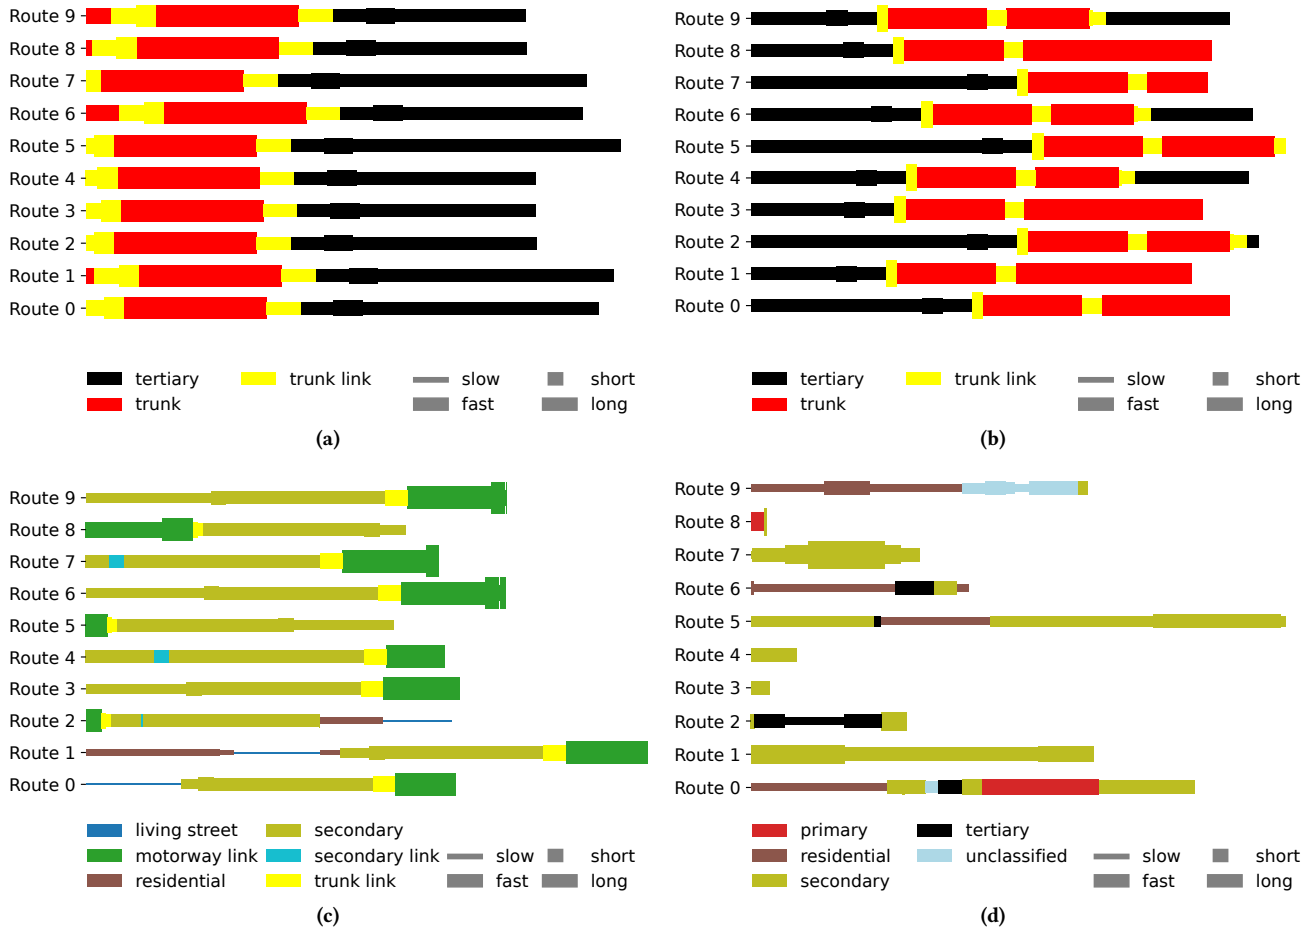 Route 9
Route 8
Route 7
Route 6
Route 5
Route 4
Route 3
Route 2
Route 1
Route 0
tertiary
trunk link
slow
short
trunk
fast
long
(a)
Route 9
Route 8
Route 7
Route 6
Route 5
Route 4
Route 3
Route 2
Route 1
Route 0
tertiary
trunk link
slow
short
trunk
fast
long
(b)
Route 9
Route 8
Route 7
Route 6
Route 5
Route 4
Route 3
Route 2
Route 1
Route 0
living street
secondary
motorway link
secondary link
slow
short
residential
trunk link
fast
long
(c)
Route 9
Route 8
Route 7
Route 6
Route 5
Route 4
Route 3
Route 2
Route 1
Route 0
primary
tertiary
residential
unclassified
slow
short
secondary
fast
long
(d)